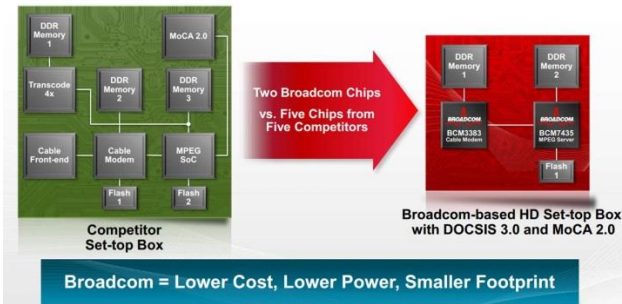 DDR
Memory
1
MoCA 2.0
Transcode
4x
DDR
Memory
2
DDR
Memory
3
Cable
Front-end
Cable
Modem
MPEG
SoC
Flash
1
Flash
2
Competitor
Set-top Box
Two Broadcom Chips
vs. Five Chips from
Five Competitors
DDR
Memory
1
DDR
Memory
2
BROADCOM
BCM3383
Cable Modem
BROADCOM
BCM7435
MPEG Server
Flash
1
Broadcom-based HD Set-top Box
with DOCSIS 3.0 and MoCA 2.0
Broadcom = Lower Cost, Lower Power, Smaller Footprint